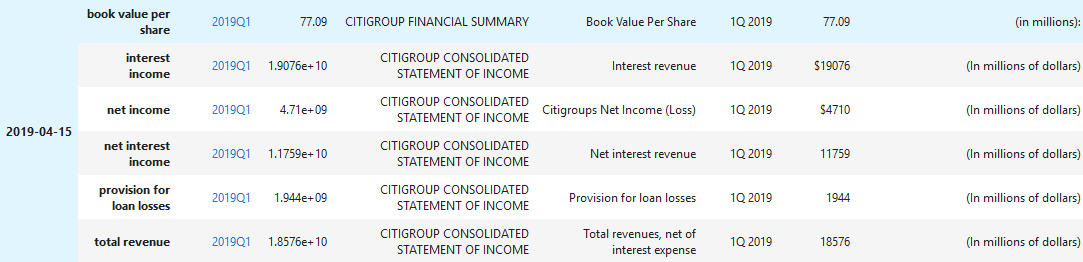 book value per share 2019Q1 77.09 CITIGROUP FINANCIAL SUMMARY Book Value Per Share 1Q 2019 77.09 (in millions):
2019-04-15
interest income 2019Q1 1.9076e+10 CITIGROUP CONSOLIDATED STATEMENT OF INCOME Interest revenue 1Q 2019 $19076 (In millions of dollars)
net income 2019Q1 4.71e+09 CITIGROUP CONSOLIDATED STATEMENT OF INCOME Citigroups Net Income (Loss) 1Q 2019 $4710 (In millions of dollars)
net interest income 2019Q1 1.1759e+10 CITIGROUP CONSOLIDATED STATEMENT OF INCOME Net interest revenue 1Q 2019 11759 (In millions of dollars)
provision for loan losses 2019Q1 1.944e+09 CITIGROUP CONSOLIDATED STATEMENT OF INCOME Provision for loan losses 1Q 2019 1944 (In millions of dollars)
total revenue 2019Q1 1.8576e+10 CITIGROUP CONSOLIDATED STATEMENT OF INCOME Total revenues, net of interest expense 1Q 2019 18576 (In millions of dollars)